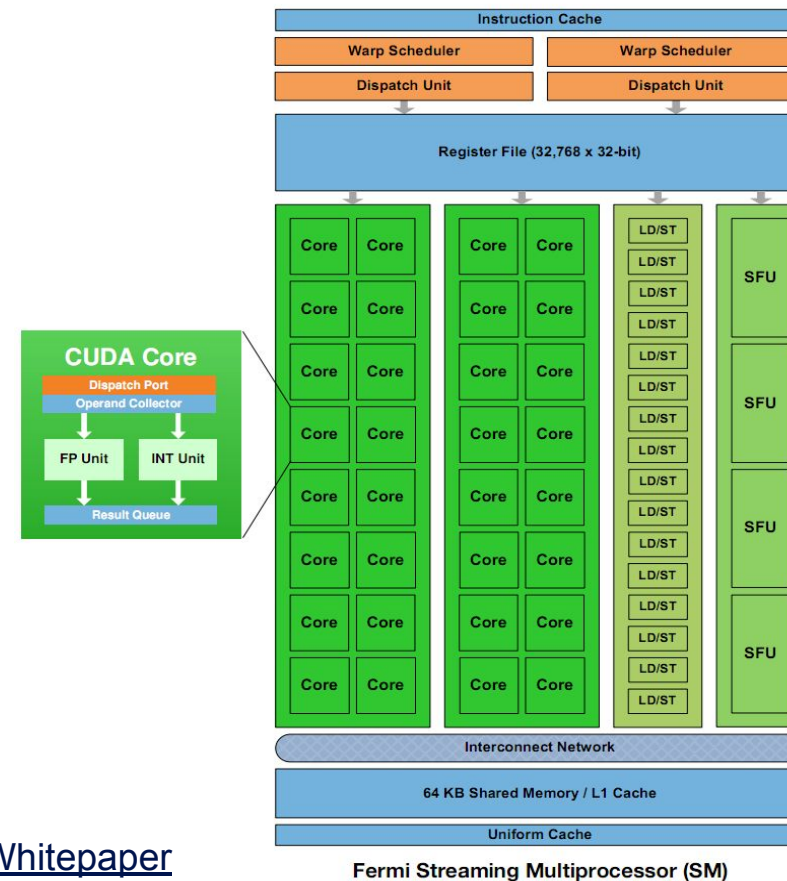 Instruction Cache
Warp Scheduler Warp Scheduler
Dispatch Unit Dispatch Unit
Register File (32,768 x 32-bit)
Core Core Core Core LD/ST LD/ST SFU
Core Core Core Core LD/ST LD/ST
Core Core Core Core LD/ST LD/ST SFU
Core Core Core Core LD/ST LD/ST
Core Core Core Core LD/ST LD/ST SFU
Core Core Core Core LD/ST LD/ST
Core Core Core Core LD/ST LD/ST SFU
Core Core Core Core LD/ST LD/ST
CUDA Core
Dispatch Port
Operand Collector
FP Unit INT Unit
Result Queue
Interconnect Network
64 KB Shared Memory / L1 Cache
Uniform Cache
Whitepaper
Fermi Streaming Multiprocessor (SM)